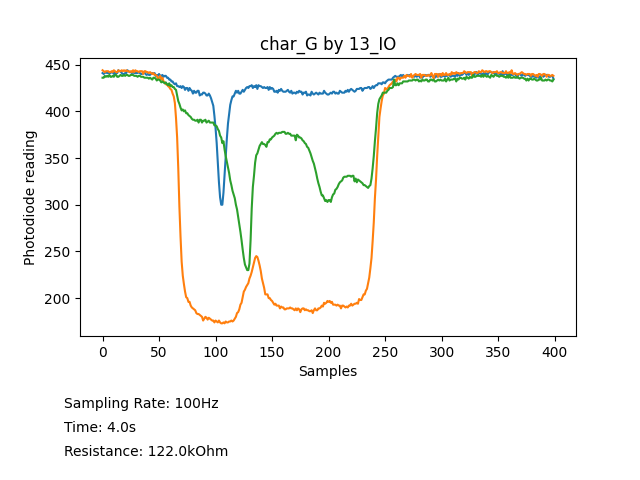 char_G by 13_IO
Photodiode reading
450
400
350
300
250
200
0 50 100 150 200 250 300 350 400
Samples
Sampling Rate: 100Hz
Time: 4.0s
Resistance: 122.0kOhm